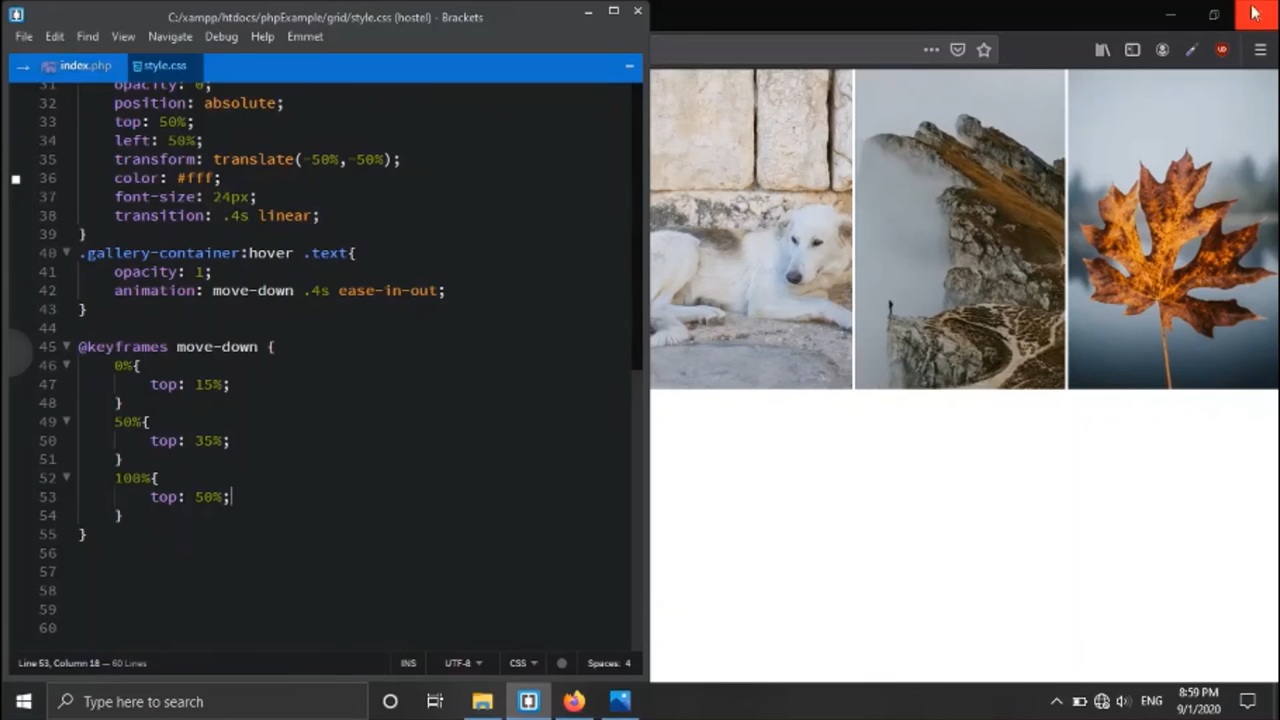 C:/xampp/htdocs/phpExample/grid/style.css (hostel) - Brackets
File Edit Find View Navigate Debug Help Emmet
index.php style.css
31 opacity: 0;
32 position: absolute;
33 top: 50%;
34 left: 50%;
35 transform: translate(-50%,-50%);
36 color: #fff;
37 font-size: 24px;
38 transition: .4s linear;
39 }
40 .gallery-container:hover .text{
41 opacity: 1;
42 animation: move-down .4s ease-in-out;
43 }
44
45 @keyframes move-down {
46 0%{
47 top: 15%;
48 }
49 50%{
50 top: 35%;
51 }
52 100%{
53 top: 50%;
54 }
55 }
56
57
58
59
60
Line 53, Column 18 — 60 Lines INS UTF-8 CSS Spaces: 4
Type here to search
ENG
8:59 PM
9/1/2020